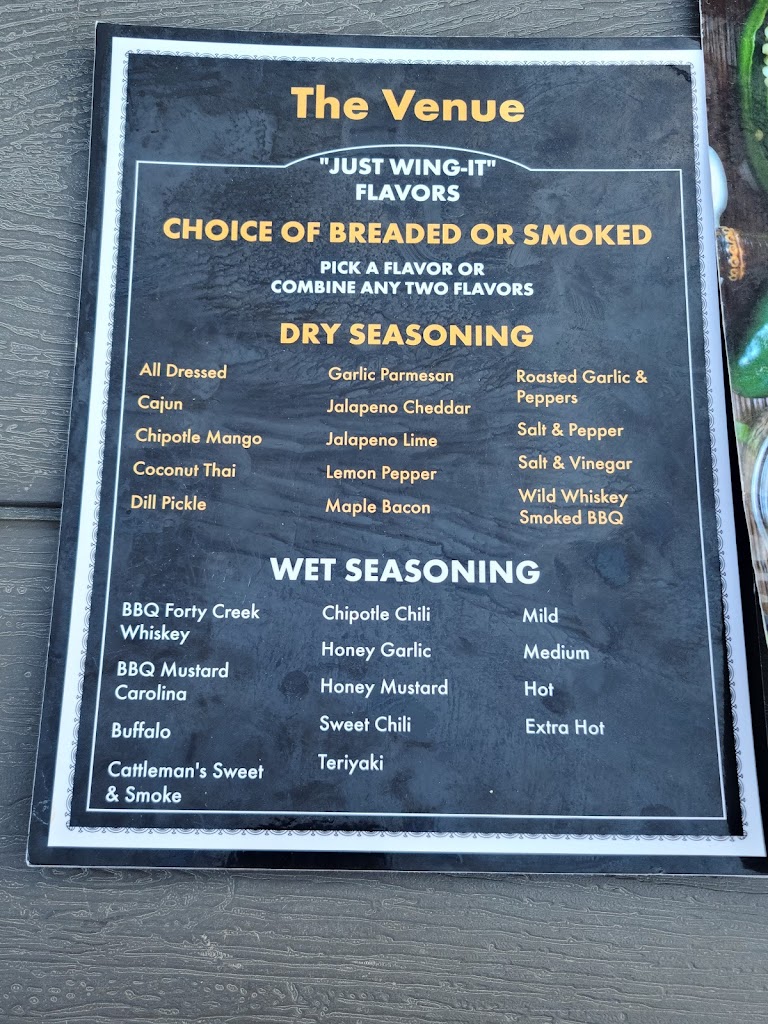 The Venue
"JUST WING-IT"
FLAVORS
CHOICE OF BREADED OR SMOKED
PICK A FLAVOR OR
COMBINE ANY TWO FLAVORS
DRY SEASONING
All Dressed
Cajun
Chipotle Mango
Coconut Thai
Dill Pickle
Garlic Parmesan
Jalapeno Cheddar
Jalapeno Lime
Lemon Pepper
Maple Bacon
Roasted Garlic &
Peppers
Salt & Pepper
Salt & Vinegar
Wild Whiskey
Smoked BBQ
WET SEASONING
BBQ Forty Creek
Whiskey
BBQ Mustard
Carolina
Buffalo
Cattleman's Sweet
& Smoke
Chipotle Chili
Honey Garlic
Honey Mustard
Sweet Chili
Teriyaki
Mild
Medium
Hot
Extra Hot